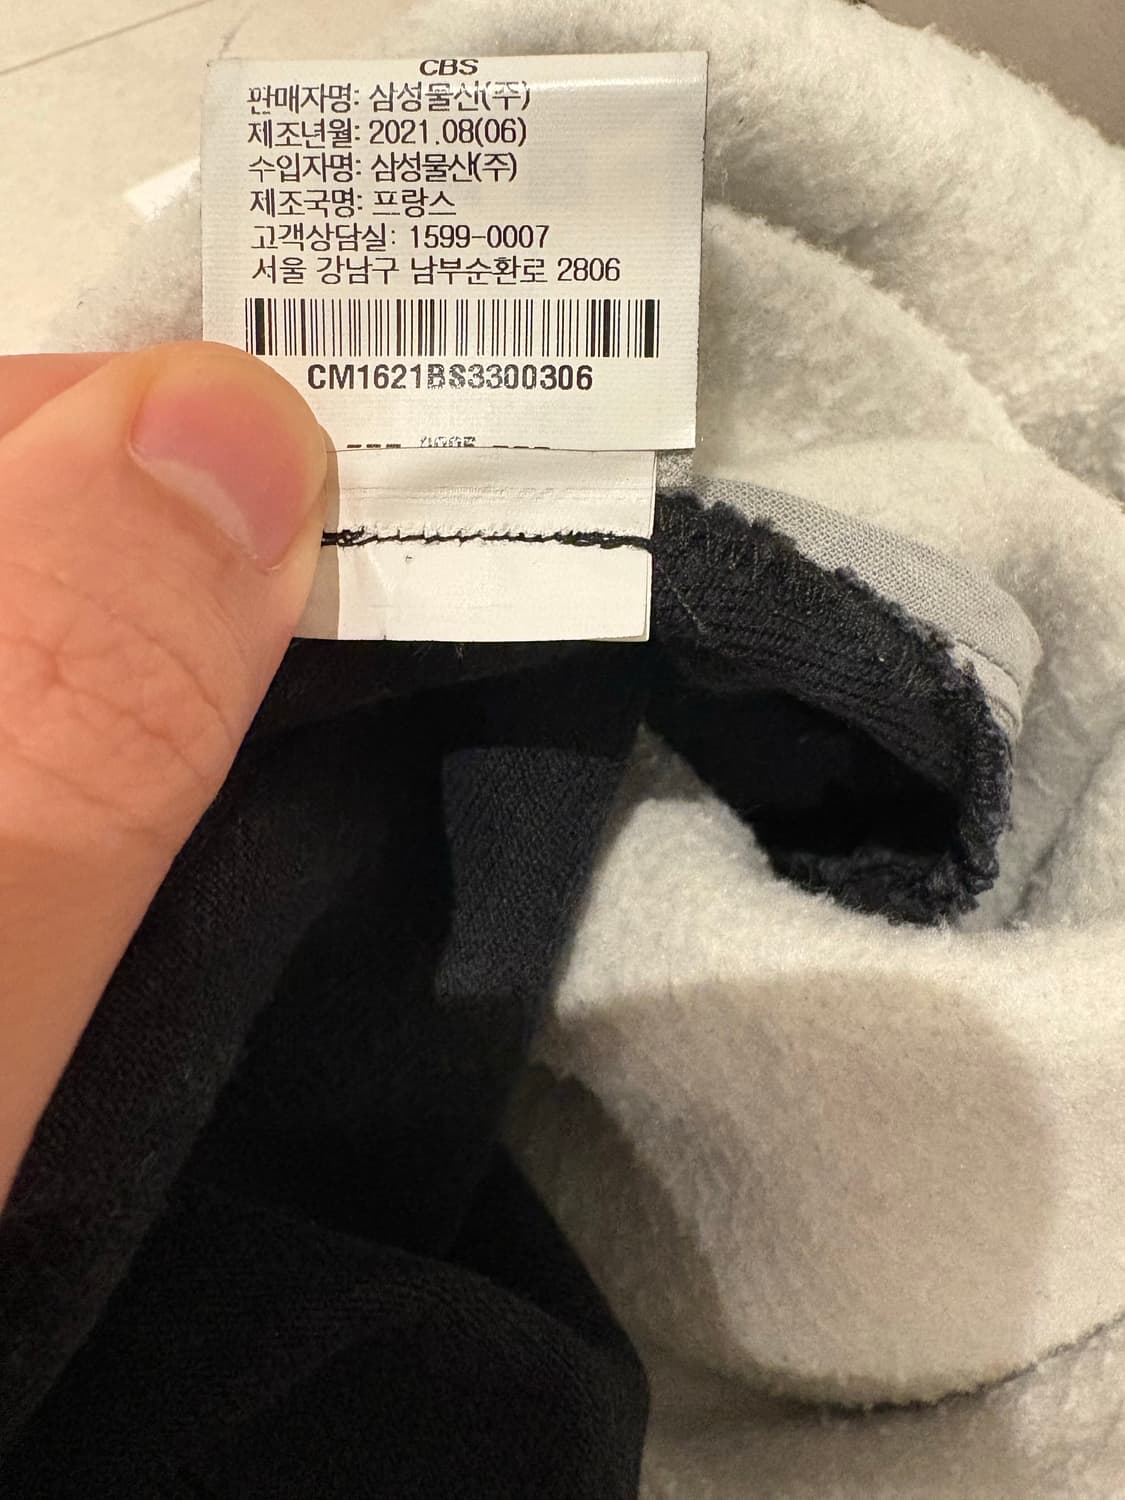 CBS
판매자명: 삼성물산(주)
제조년월: 2021.08(06)
수입자명: 삼성물산(주)
제조국명: 프랑스
고객상담실: 1599-0007
서울 강남구 남부순환로 2806
CM1621BS3300306